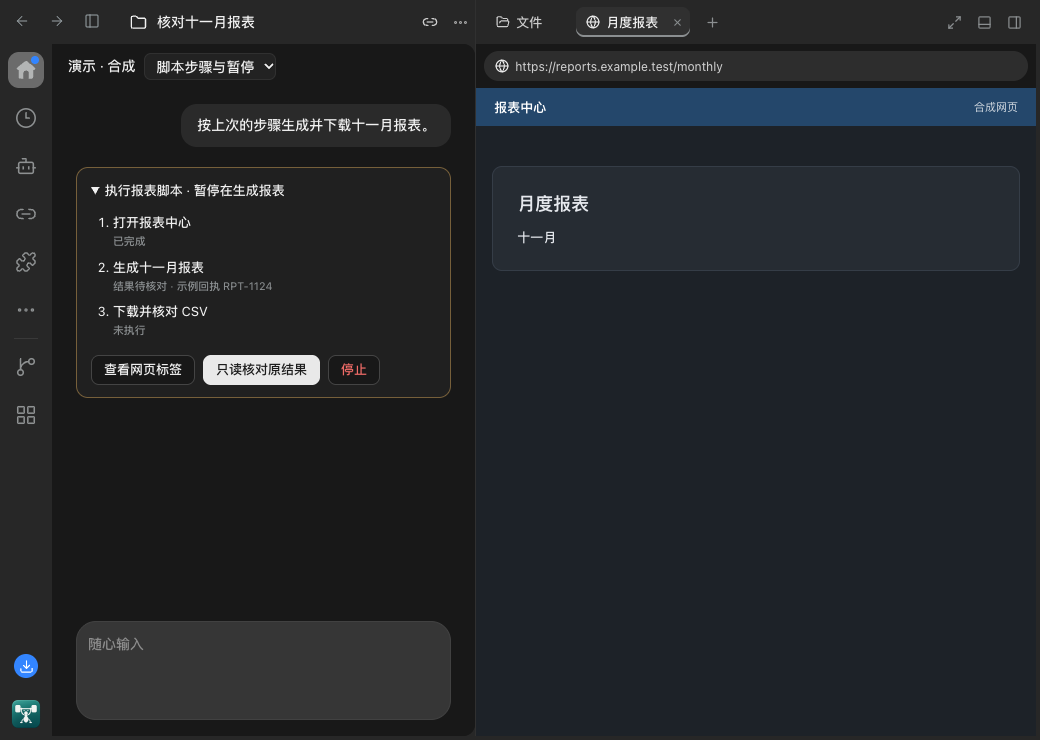 核对十一月报表
演示 · 合成
脚本步骤与暂停
按上次的步骤生成并下载十一月报表。
▼ 执行报表脚本 · 暂停在生成报表
1. 打开报表中心
已完成
2. 生成十一月报表
结果待核对 · 示例回执 RPT-1124
3. 下载并核对 CSV
未执行
查看网页标签
只读核对原结果
停止
随心输入
文件
月度报表
https://reports.example.test/monthly
报表中心
合成网页
月度报表
十一月